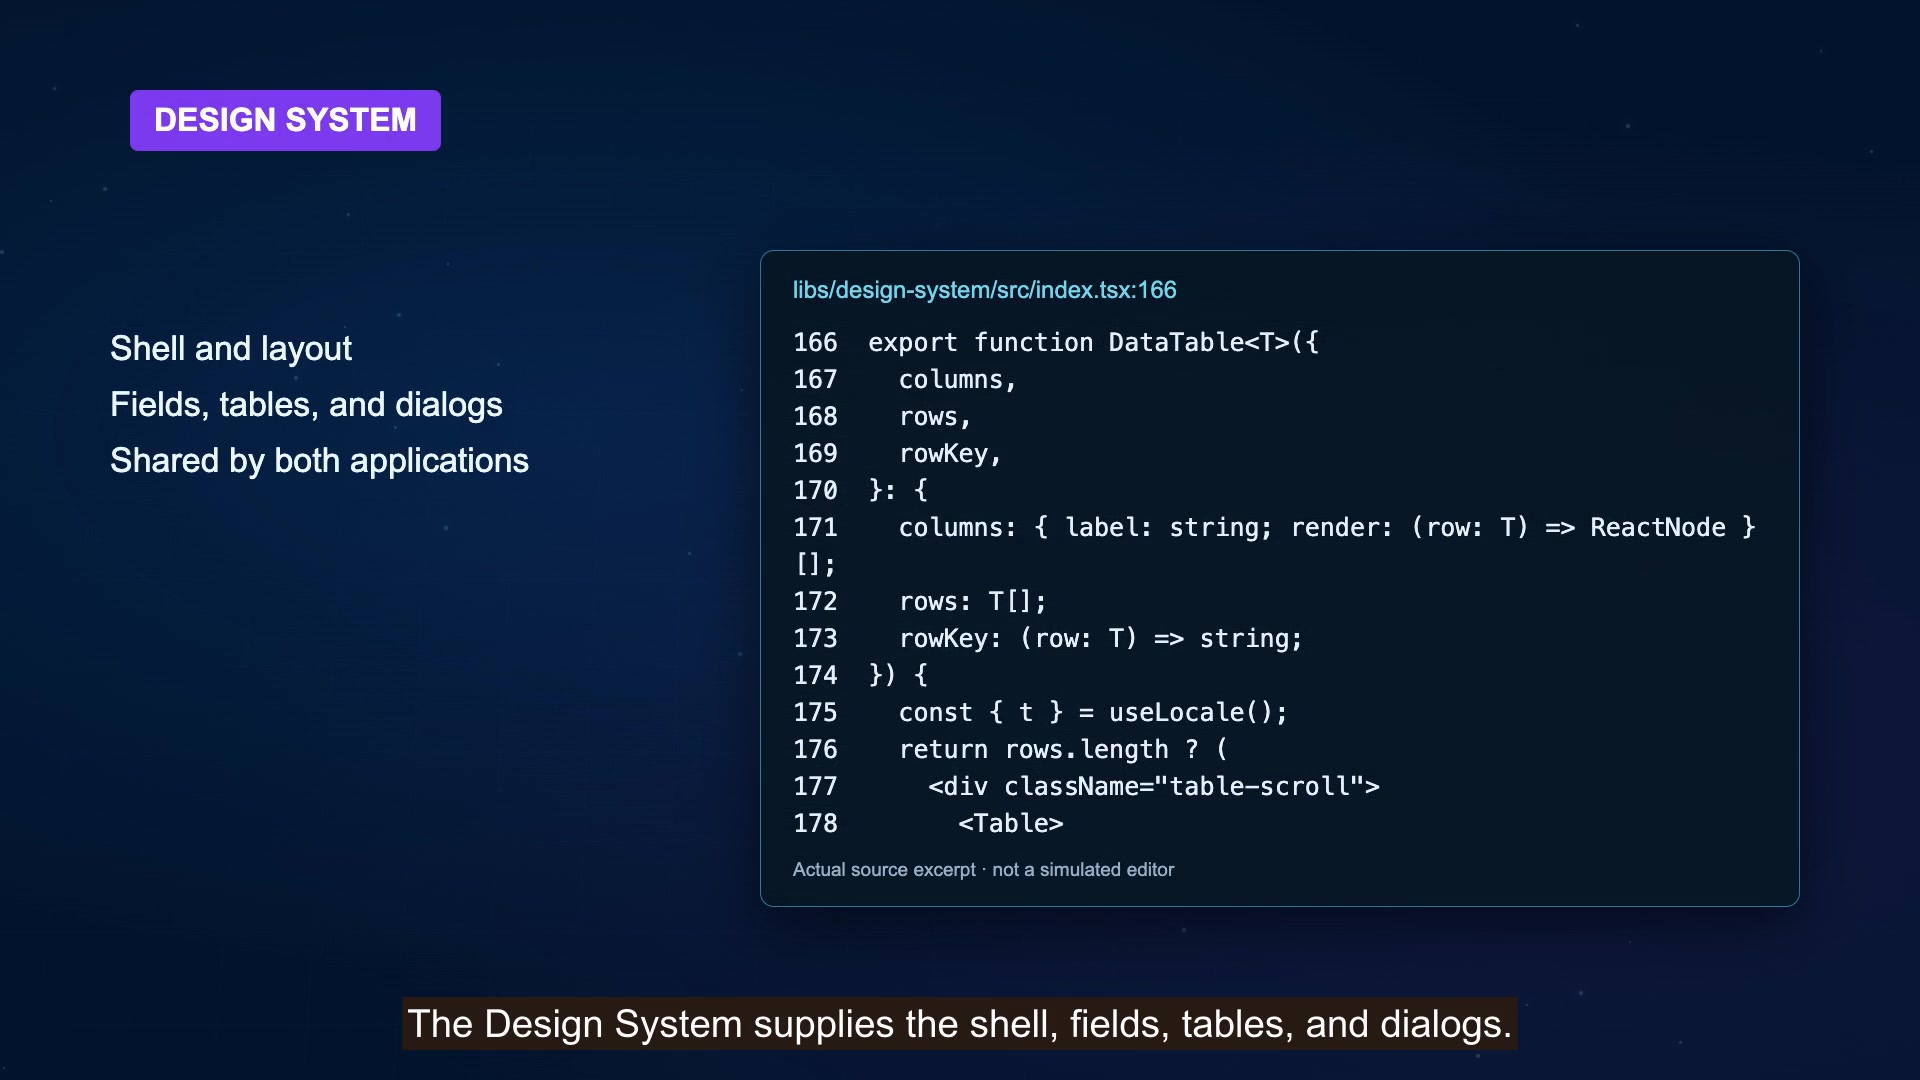 DESIGN SYSTEM
Shell and layout
Fields, tables, and dialogs
Shared by both applications
libs/design-system/src/index.tsx:166
166  export function DataTable<T>({
167    columns,
168    rows,
169    rowKey,
170  }: {
171    columns: { label: string; render: (row: T) => ReactNode }
[];
172    rows: T[];
173    rowKey: (row: T) => string;
174  }) {
175    const { t } = useLocale();
176    return rows.length ? (
177      <div className="table-scroll">
178        <Table>
Actual source excerpt · not a simulated editor
The Design System supplies the shell, fields, tables, and dialogs.